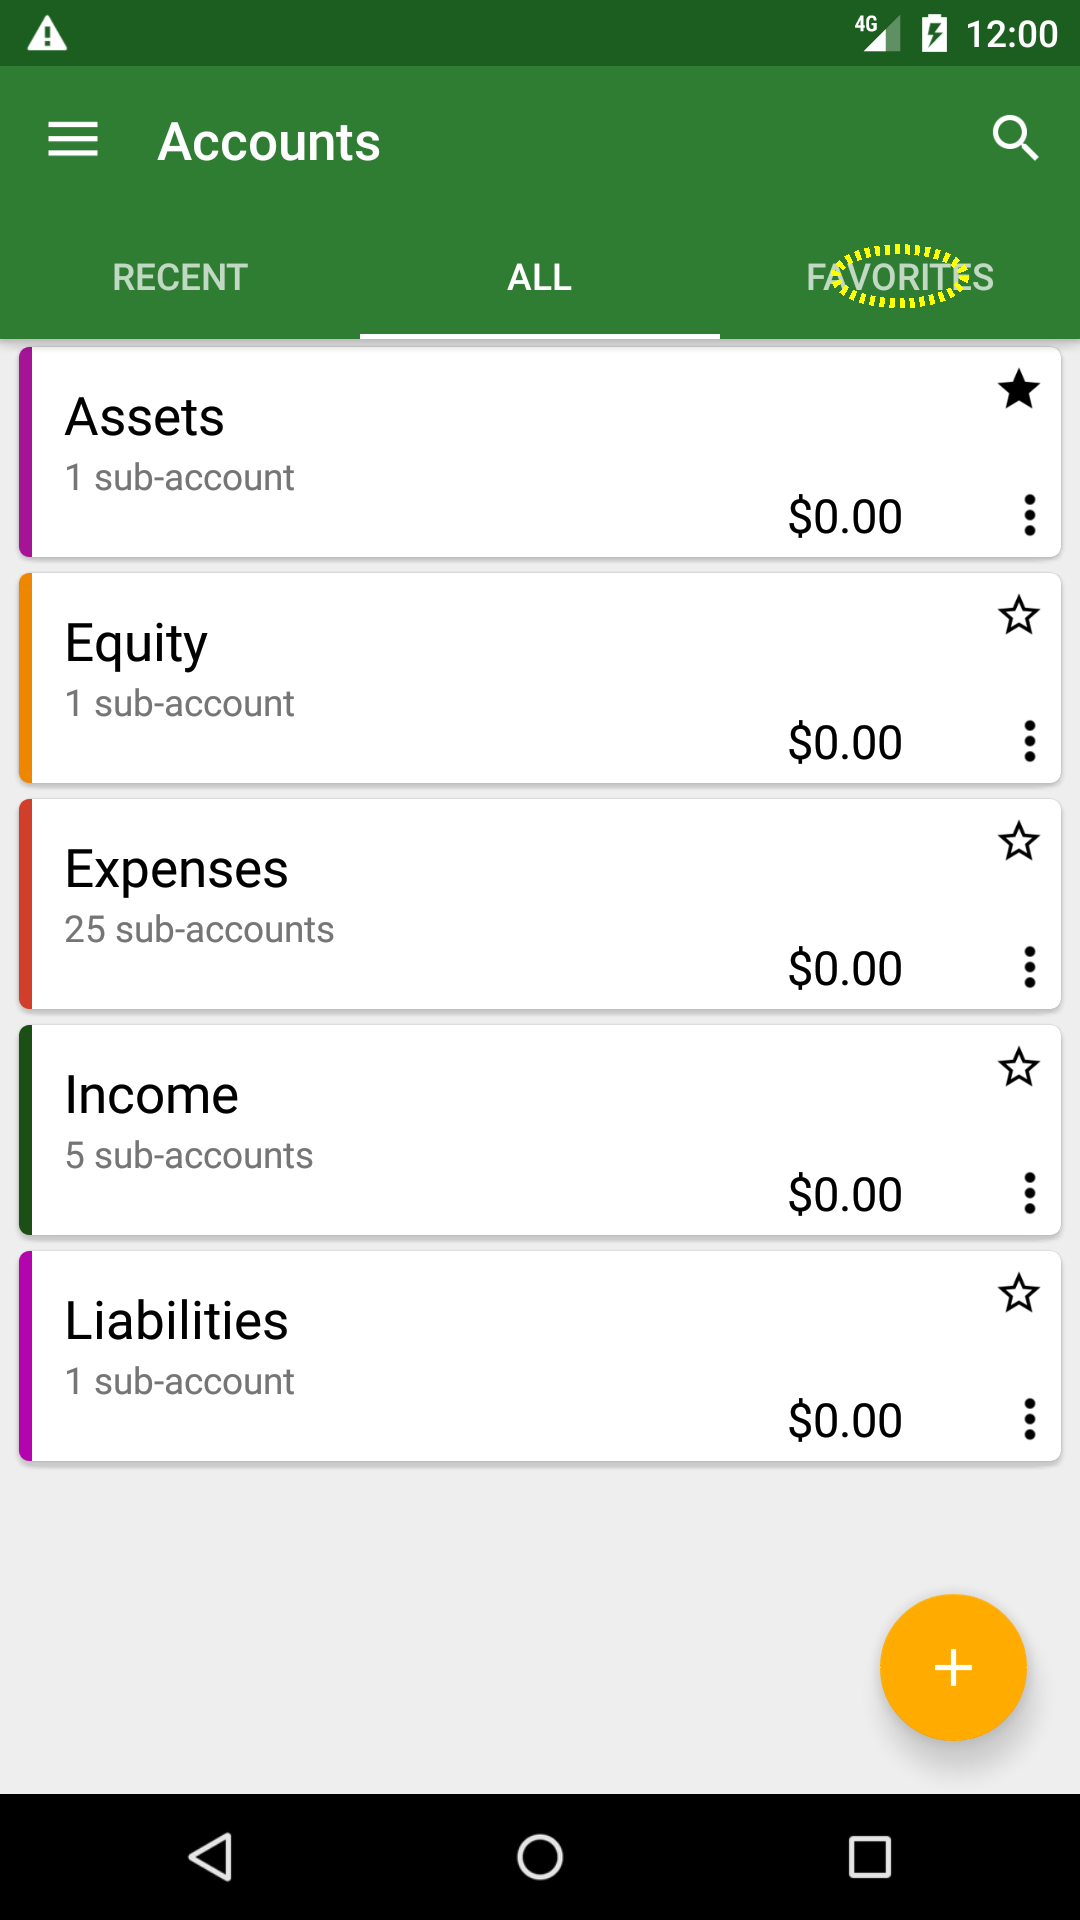 4G 12:00
Accounts
RECENT ALL FAVORITES
Assets
1 sub-account
$0.00
Equity
1 sub-account
$0.00
Expenses
25 sub-accounts
$0.00
Income
5 sub-accounts
$0.00
Liabilities
1 sub-account
$0.00